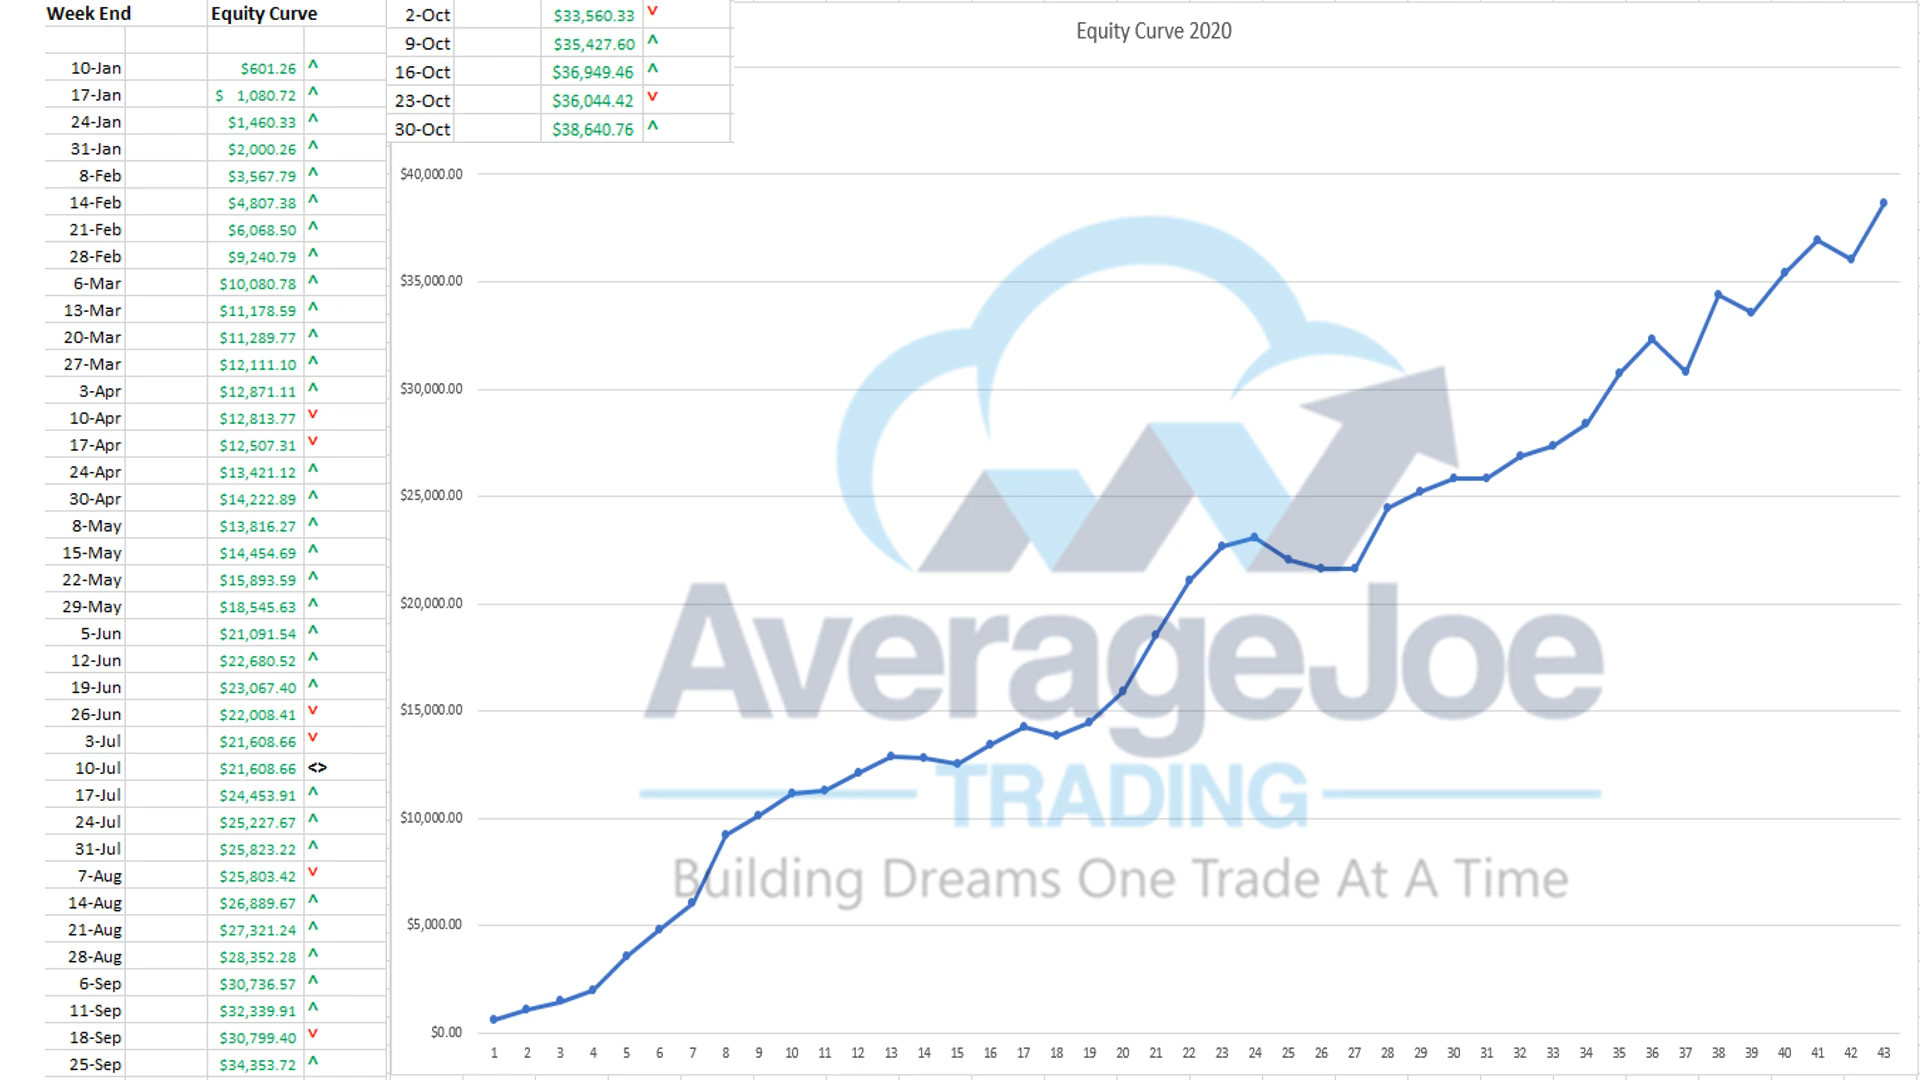 Week End Equity Curve
10-Jan $601.26 ^
17-Jan $ 1,080.72 ^
24-Jan $1,460.33 ^
31-Jan $2,000.26 ^
8-Feb $3,567.79 ^
14-Feb $4,807.38 ^
21-Feb $6,068.50 ^
28-Feb $9,240.79 ^
6-Mar $10,080.78 ^
13-Mar $11,178.59 ^
20-Mar $11,289.77 ^
27-Mar $12,111.10 ^
3-Apr $12,871.11 ^
10-Apr $12,813.77 v
17-Apr $12,507.31 v
24-Apr $13,421.12 ^
30-Apr $14,222.89 ^
8-May $13,816.27 ^
15-May $14,454.69 ^
22-May $15,893.59 ^
29-May $18,545.63 ^
5-Jun $21,091.54 ^
12-Jun $22,680.52 ^
19-Jun $23,067.40 ^
26-Jun $22,008.41 v
3-Jul $21,608.66 v
10-Jul $21,608.66 <>
17-Jul $24,453.91 ^
24-Jul $25,227.67 ^
31-Jul $25,823.22 ^
7-Aug $25,803.42 v
14-Aug $26,889.67 ^
21-Aug $27,321.24 ^
28-Aug $28,352.28 ^
6-Sep $30,736.57 ^
11-Sep $32,339.91 ^
18-Sep $30,799.40 v
25-Sep $34,353.72 ^
2-Oct $33,560.33 v
9-Oct $35,427.60 ^
16-Oct $36,949.46 ^
23-Oct $36,044.42 v
30-Oct $38,640.76 ^
Equity Curve 2020
$40,000.00
$35,000.00
$30,000.00
$25,000.00
$20,000.00
$15,000.00
$10,000.00
$5,000.00
$0.00
1 2 3 4 5 6 7 8 9 10 11 12 13 14 15 16 17 18 19 20 21 22 23 24 25 26 27 28 29 30 31 32 33 34 35 36 37 38 39 40 41 42 43
AverageJoe
TRADING
Building Dreams One Trade At A Time